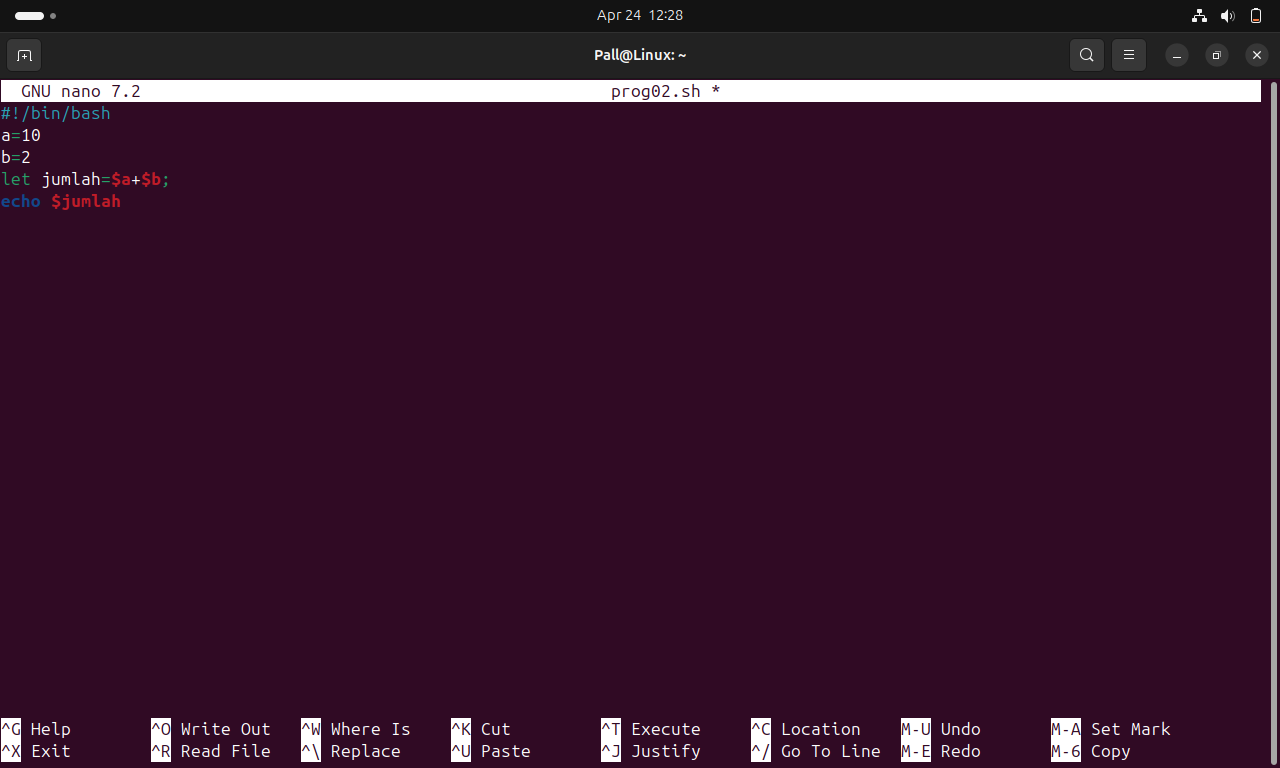 Apr 24 12:28
Pall@Linux: ~
GNU nano 7.2 prog02.sh *
#!/bin/bash
a=10
b=2
let jumlah=$a+$b;
echo $jumlah
^G Help ^O Write Out ^W Where Is ^K Cut ^T Execute ^C Location M-U Undo M-A Set Mark
^X Exit ^R Read File ^\ Replace ^U Paste ^J Justify ^/ Go To Line M-E Redo M-6 Copy